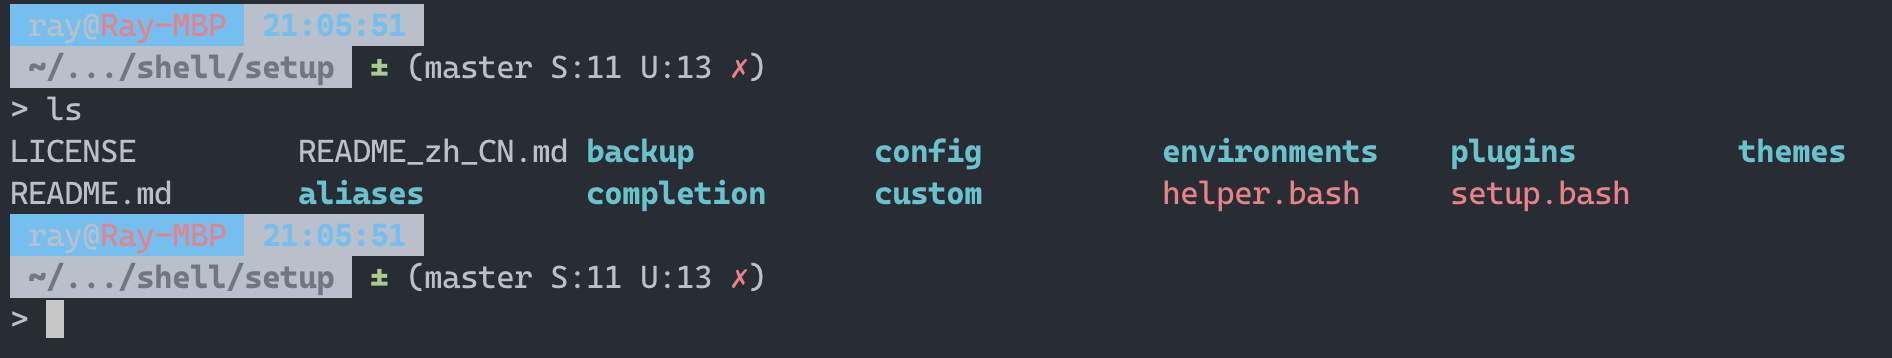 ray@Ray-MBP 21:05:51
~/.../shell/setup ± (master S:11 U:13 ✗)
> ls
LICENSE README_zh_CN.md backup config environments plugins themes
README.md aliases completion custom helper.bash setup.bash
ray@Ray-MBP 21:05:51
~/.../shell/setup ± (master S:11 U:13 ✗)
>